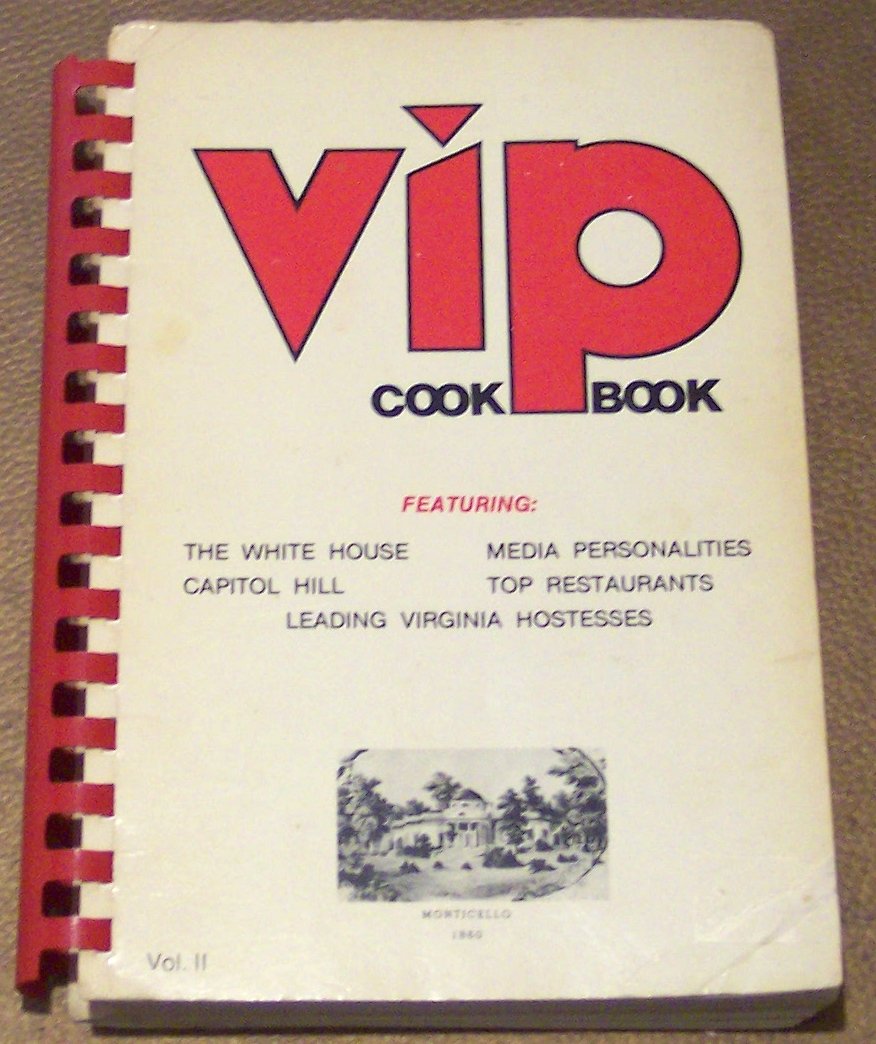 vip
COOK BOOK
FEATURING:
THE WHITE HOUSE MEDIA PERSONALITIES
CAPITOL HILL TOP RESTAURANTS
LEADING VIRGINIA HOSTESSES
MONTICELLO
1860
Vol. II